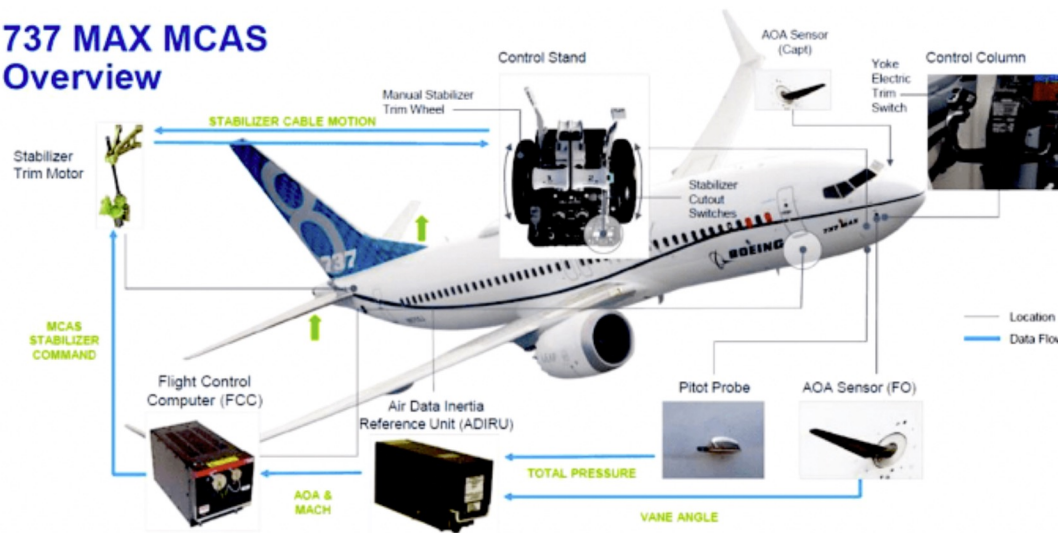 737 MAX MCAS
Overview
Control Stand
AOA Sensor
(Capt)
Yoke
Electric
Trim
Switch
Control Column
Manual Stabilizer
Trim Wheel
STABILIZER CABLE MOTION
Stabilizer
Trim Motor
Stabilizer
Cutout
Switches
737
BOEING
737 MAX
MCAS
STABILIZER
COMMAND
Location
Data Flow
Flight Control
Computer (FCC)
Air Data Inertia
Reference Unit (ADIRU)
Pitot Probe
AOA Sensor (FO)
TOTAL PRESSURE
AOA &
MACH
VANE ANGLE